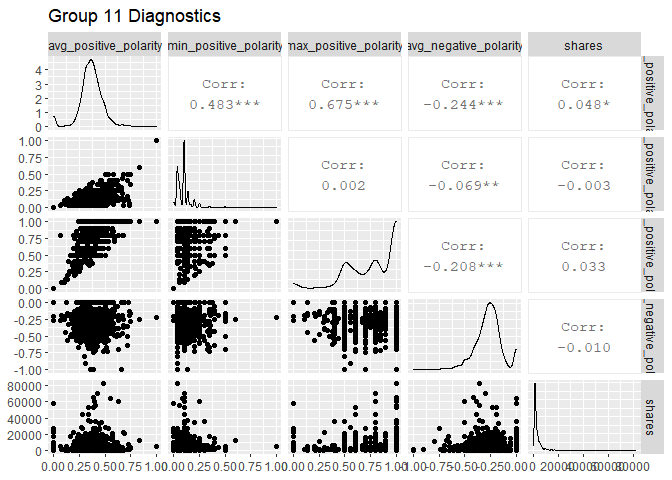 Group 11 Diagnostics
avg_positive_polarity min_positive_polarity max_positive_polarity avg_negative_polarity shares
4
3
2
1
0
Corr:
0.483***
Corr:
0.675***
Corr:
-0.244***
Corr:
0.048*
_positive_pola
1.00
0.75
0.50
0.25
0.00
Corr:
0.002
Corr:
-0.069**
Corr:
-0.003
_positive_pola
1.00
0.75
0.50
0.25
0.00
Corr:
-0.208***
Corr:
0.033
_positive_pol
0.00
-0.25
-0.50
-0.75
-1.00
Corr:
-0.010
_negative_pol
80000
60000
40000
20000
0
shares
0.00 0.25 0.50 0.75 1.00 0.00 0.25 0.50 0.75 1.00 0.00 0.25 0.50 0.75 1.00 1.00 -0.75 -0.50 -0.25 0.00 0 20000 40000 60000 80000